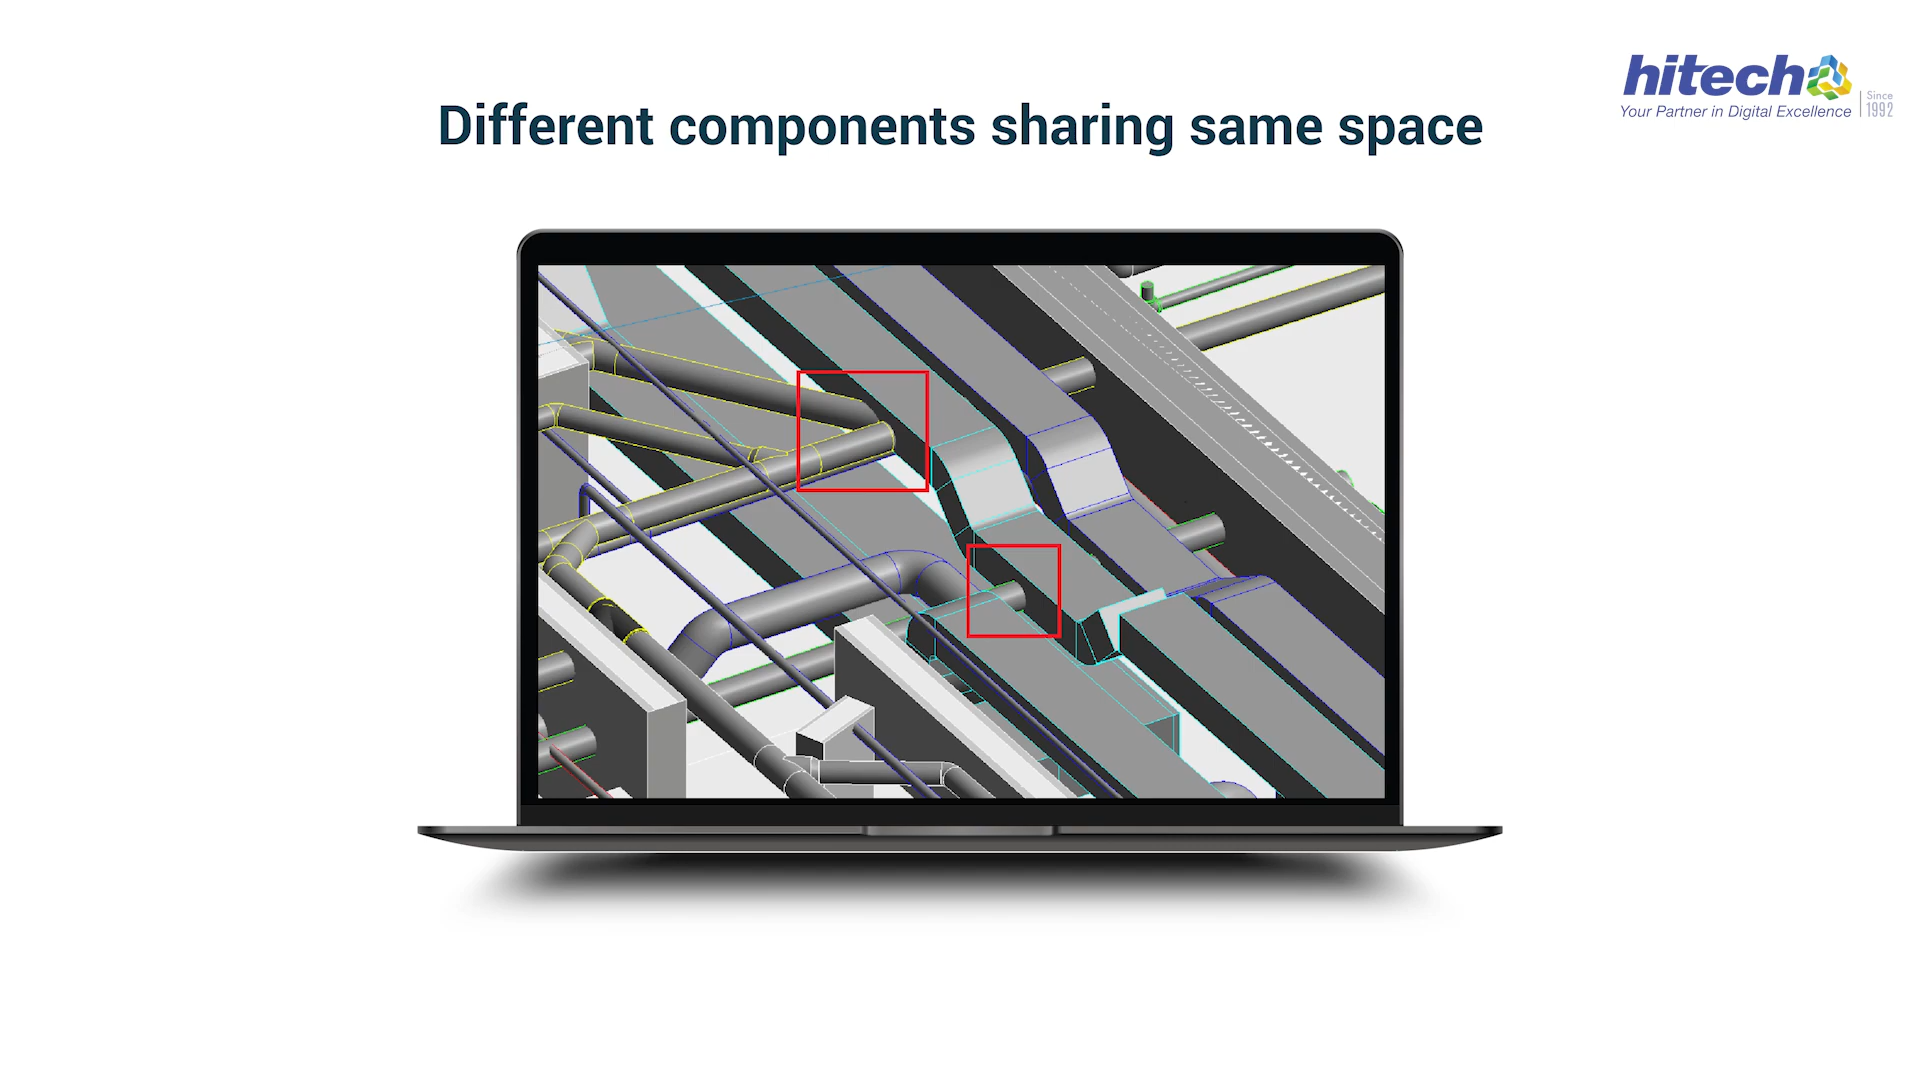 Different components sharing same space
hitech
Your Partner in Digital Excellence
Since
1992